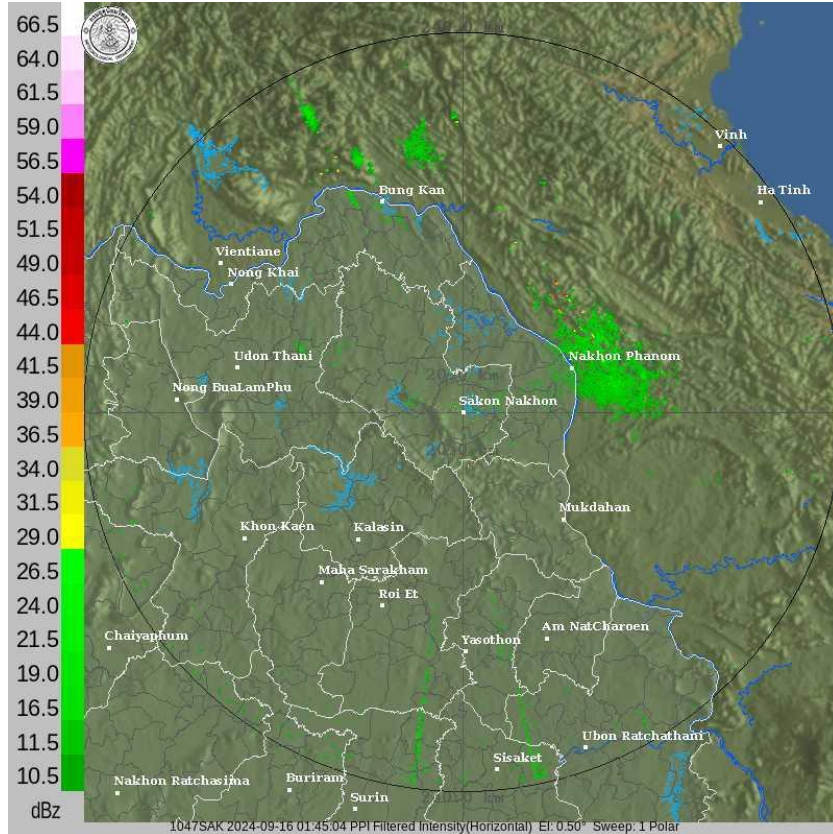 66.5
64.0
61.5
59.0
56.5
54.0
51.5
49.0
46.5
44.0
41.5
39.0
36.5
34.0
31.5
29.0
26.5
24.0
21.5
19.0
16.5
11.5
10.5
dBz
Vinh
Ha Tinh
Bung Kan
Vientiane
Nong Khai
Udon Thani
Nakhon Phanom
Nong BuaLamPhu
Sakon Nakhon
Mukdahan
Khon Kaen
Kalasin
Maha Sarakham
Roi Et
Chaiyaphum
Yasothon
Am NatCharoen
Ubon Ratchathani
Sisaket
Nakhon Ratchasima
Buriram
Surin
1047SAK 2024-09-16 01:45:04 PPI Filtered Intensity(Horizontal) El: 0.50° Sweep: 1 Polar